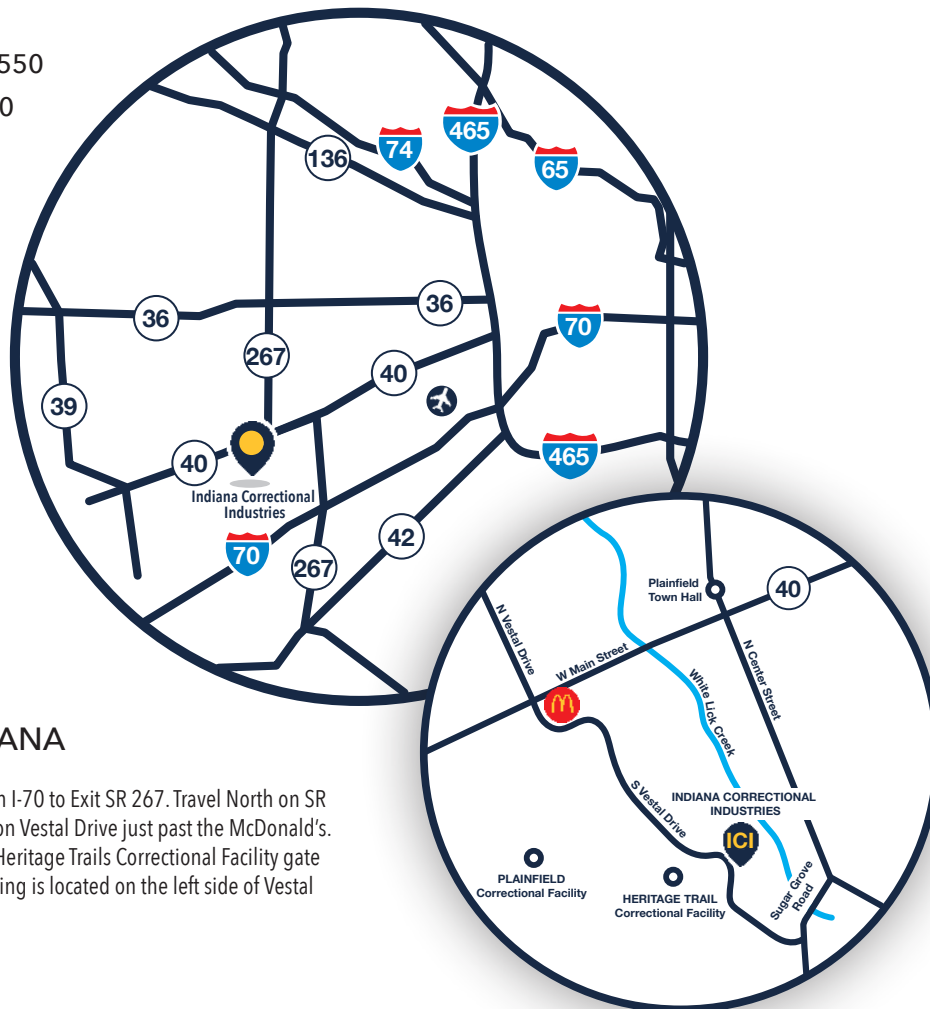 550
0
465
74
65
136
36
36
70
267
40
39
40
465
Indiana Correctional
Industries
70
42
267
Plainfield
Town Hall
40
N Vestal Drive
W Main Street
N Center Street
White Lick Creek
S Vestal Drive
INDIANA CORRECTIONAL
INDUSTRIES
ICI
PLAINFIELD
Correctional Facility
HERITAGE TRAIL
Correctional Facility
Sugar Grove
Road
ANA
I-70 to Exit SR 267. Travel North on SR
on Vestal Drive just past the McDonald's.
Heritage Trails Correctional Facility gate
ing is located on the left side of Vestal